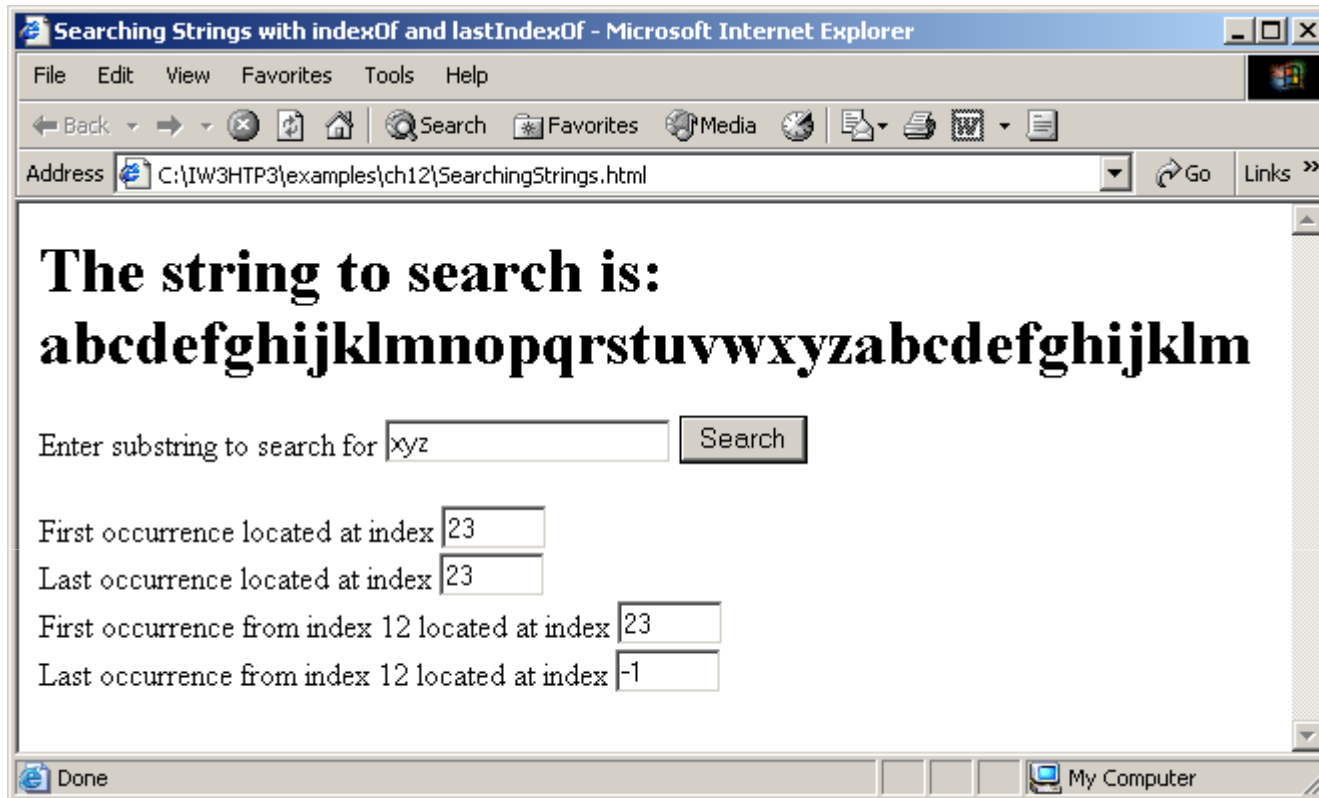 Searching Strings with indexOf and lastIndexOf - Microsoft Internet Explorer
File Edit View Favorites Tools Help
Back Search Favorites Media W
Address C:\IW3HTP3\examples\ch12\SearchingStrings.html Go Links »
The string to search is:
abcdefghijklmnopqrstuvwxyzabcdefghijklm
Enter substring to search for xyz Search
First occurrence located at index 23
Last occurrence located at index 23
First occurrence from index 12 located at index 23
Last occurrence from index 12 located at index -1
Done My Computer